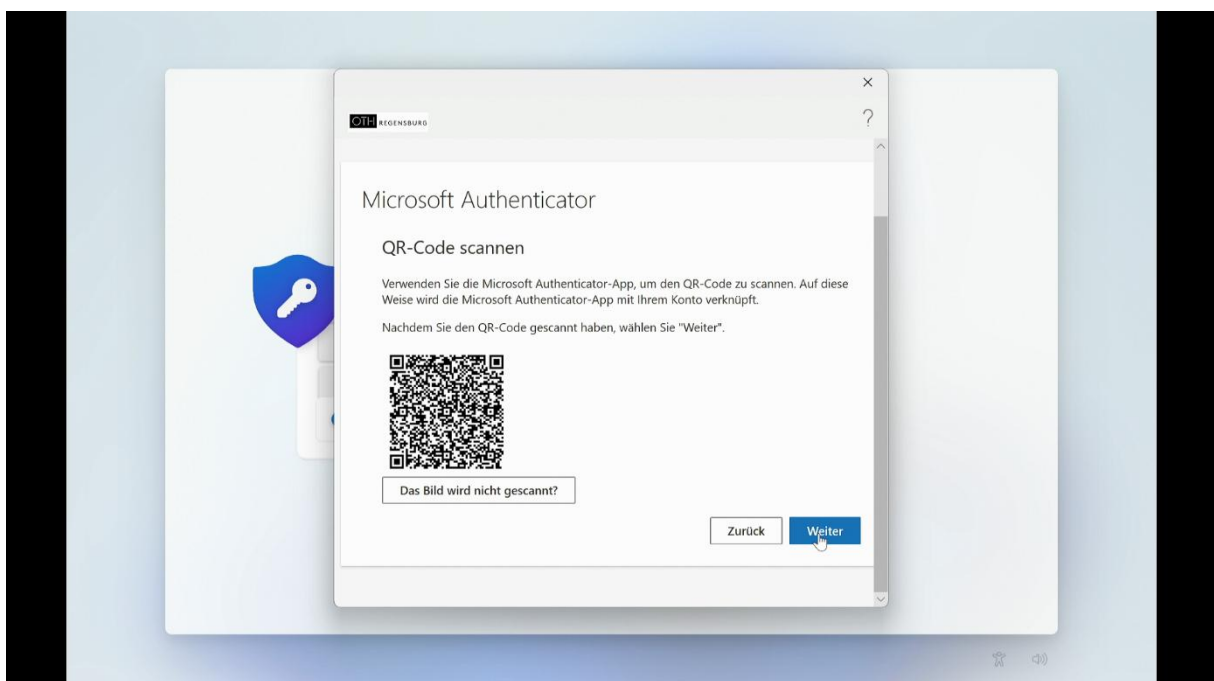 OTH REGENSBURG
?
Microsoft Authenticator
QR-Code scannen
Verwenden Sie die Microsoft Authenticator-App, um den QR-Code zu scannen. Auf diese
Weise wird die Microsoft Authenticator-App mit Ihrem Konto verknüpft.
Nachdem Sie den QR-Code gescannt haben, wählen Sie "Weiter".
Das Bild wird nicht gescannt?
Zurück Weiter